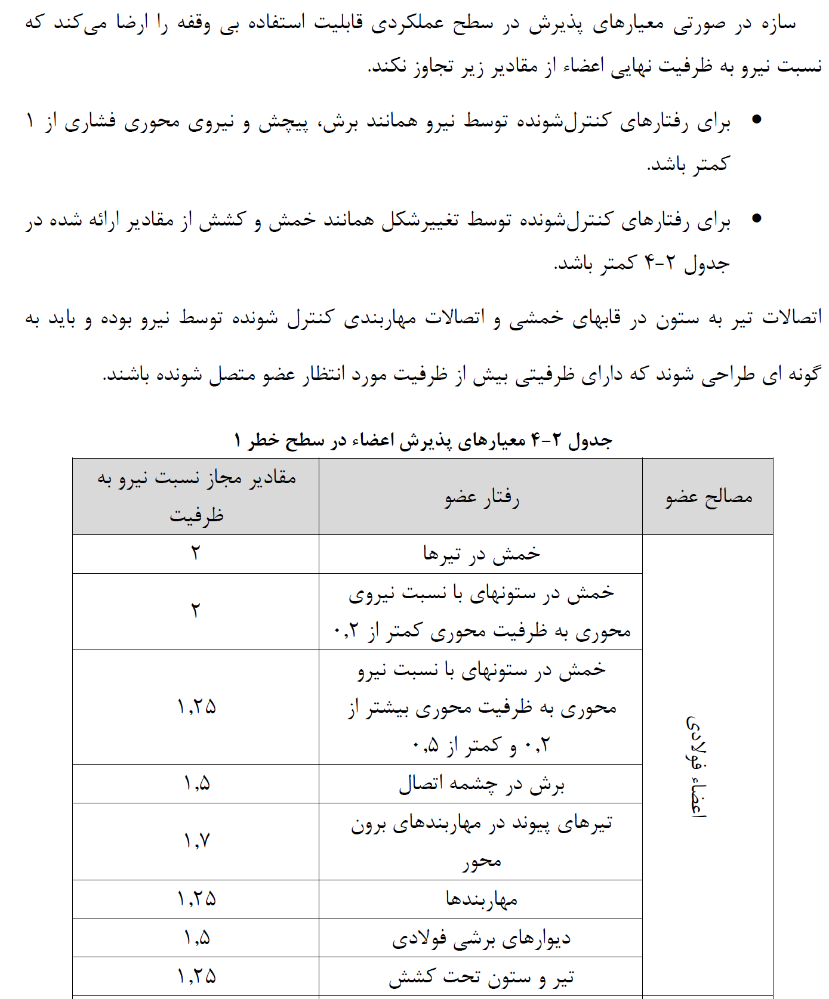 سازه در صورتی معیارهای پذیرش در سطح عملکردی قابلیت استفاده بی وقفه را ارضا می‌کند که
نسبت نیرو به ظرفیت نهایی اعضاء از مقادیر زیر تجاوز نکند.
• برای رفتارهای کنترل‌شونده توسط نیرو همانند برش، پیچش و نیروی محوری فشاری از ۱
کمتر باشد.
• برای رفتارهای کنترل‌شونده توسط تغییرشکل همانند خمش و کشش از مقادیر ارائه شده در
جدول ۲-۴ کمتر باشد.
اتصالات تیر به ستون در قابهای خمشی و اتصالات مهاربندی کنترل شونده توسط نیرو بوده و باید به
گونه ای طراحی شوند که دارای ظرفیتی بیش از ظرفیت مورد انتظار عضو متصل شونده باشند.
جدول ۲-۴ معیارهای پذیرش اعضاء در سطح خطر ۱
مصالح عضو
رفتار عضو
مقادیر مجاز نسبت نیرو به
ظرفیت
اعضاء فولادی
خمش در تیرها
۲
خمش در ستونهای با نسبت نیروی
محوری به ظرفیت محوری کمتر از ۰,۲
۲
خمش در ستونهای با نسبت نیرو
محوری به ظرفیت محوری بیشتر از
۰,۲ و کمتر از ۰,۵
۱,۲۵
برش در چشمه اتصال
۱,۵
تیرهای پیوند در مهاربندهای برون
محور
۱,۷
مهاربندها
۱,۲۵
دیوارهای برشی فولادی
۱,۵
تیر و ستون تحت کشش
۱,۲۵